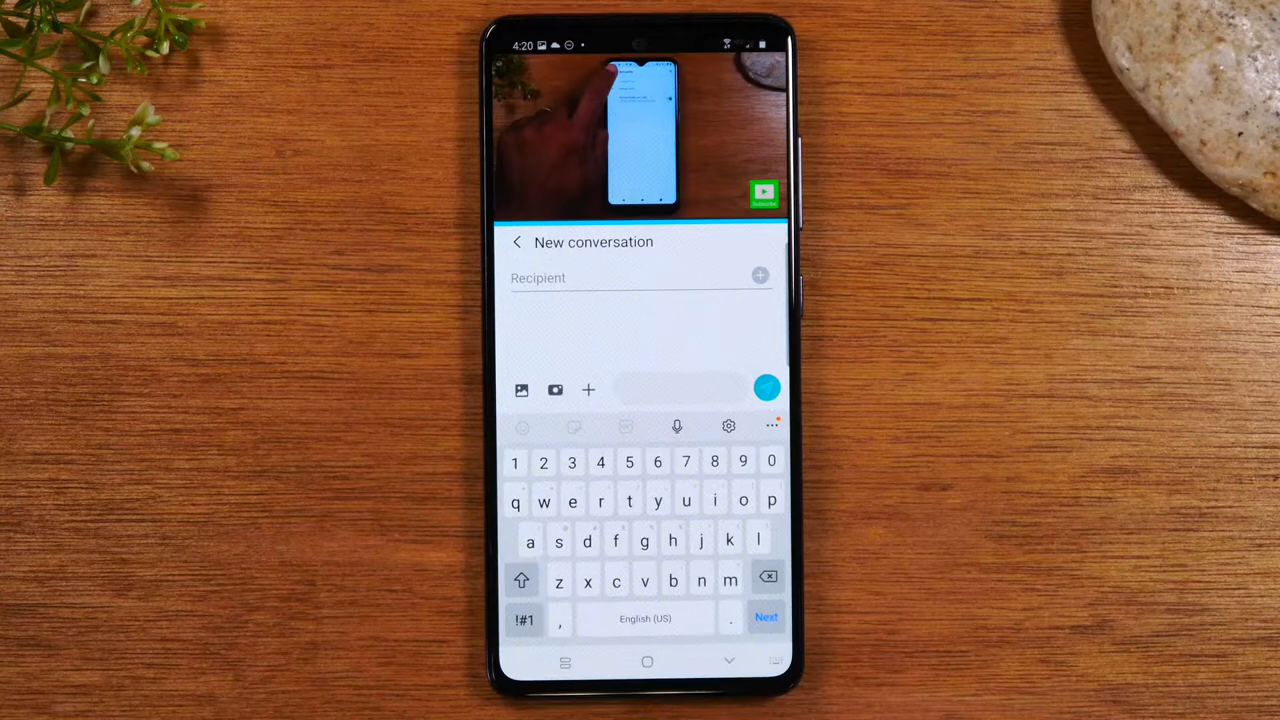 4:20
Subscribe
New conversation
Recipient
1 2 3 4 5 6 7 8 9 0
q w e r t y u i o p
a s d f g h j k l
z x c v b n m
!#1 , English (US) . Next